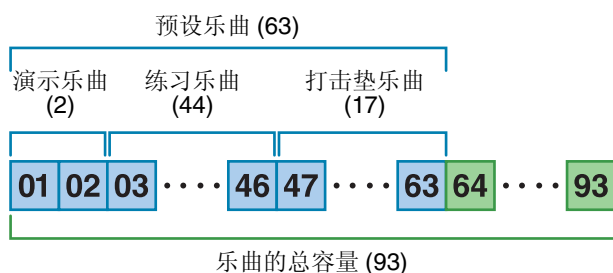 预设乐曲 (63)
演示乐曲 练习乐曲 打击垫乐曲
(2) (44) (17)
01 02 03 ···· 46 47 ···· 63 64 ···· 93
乐曲的总容量 (93)